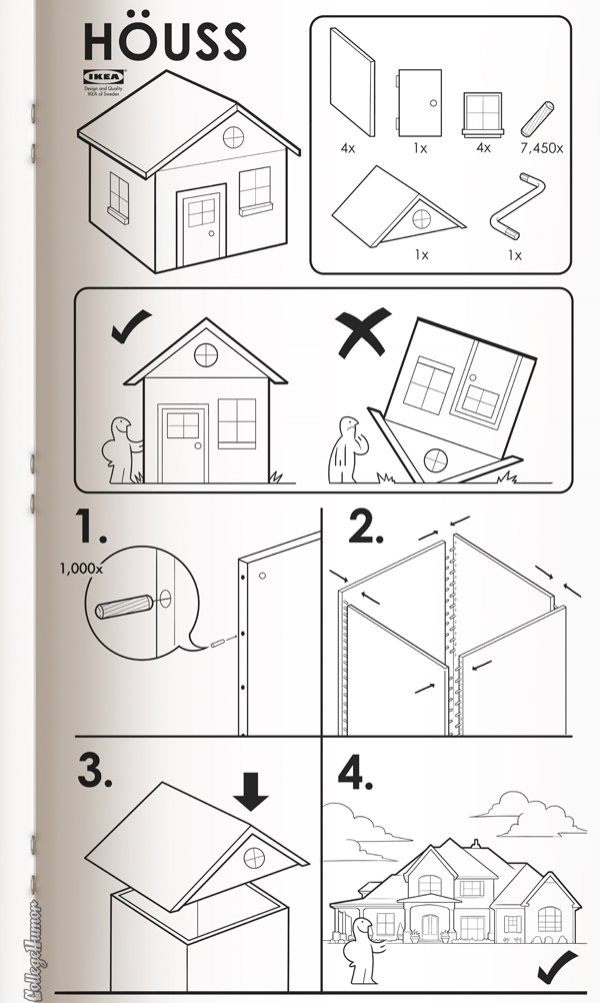 HÖUSS
IKEA
Design and Quality
IKEA of Sweden
4x
1x
4x
7,450x
1x
1x
1.
1,000x
2.
3.
4.
CollegeHumor